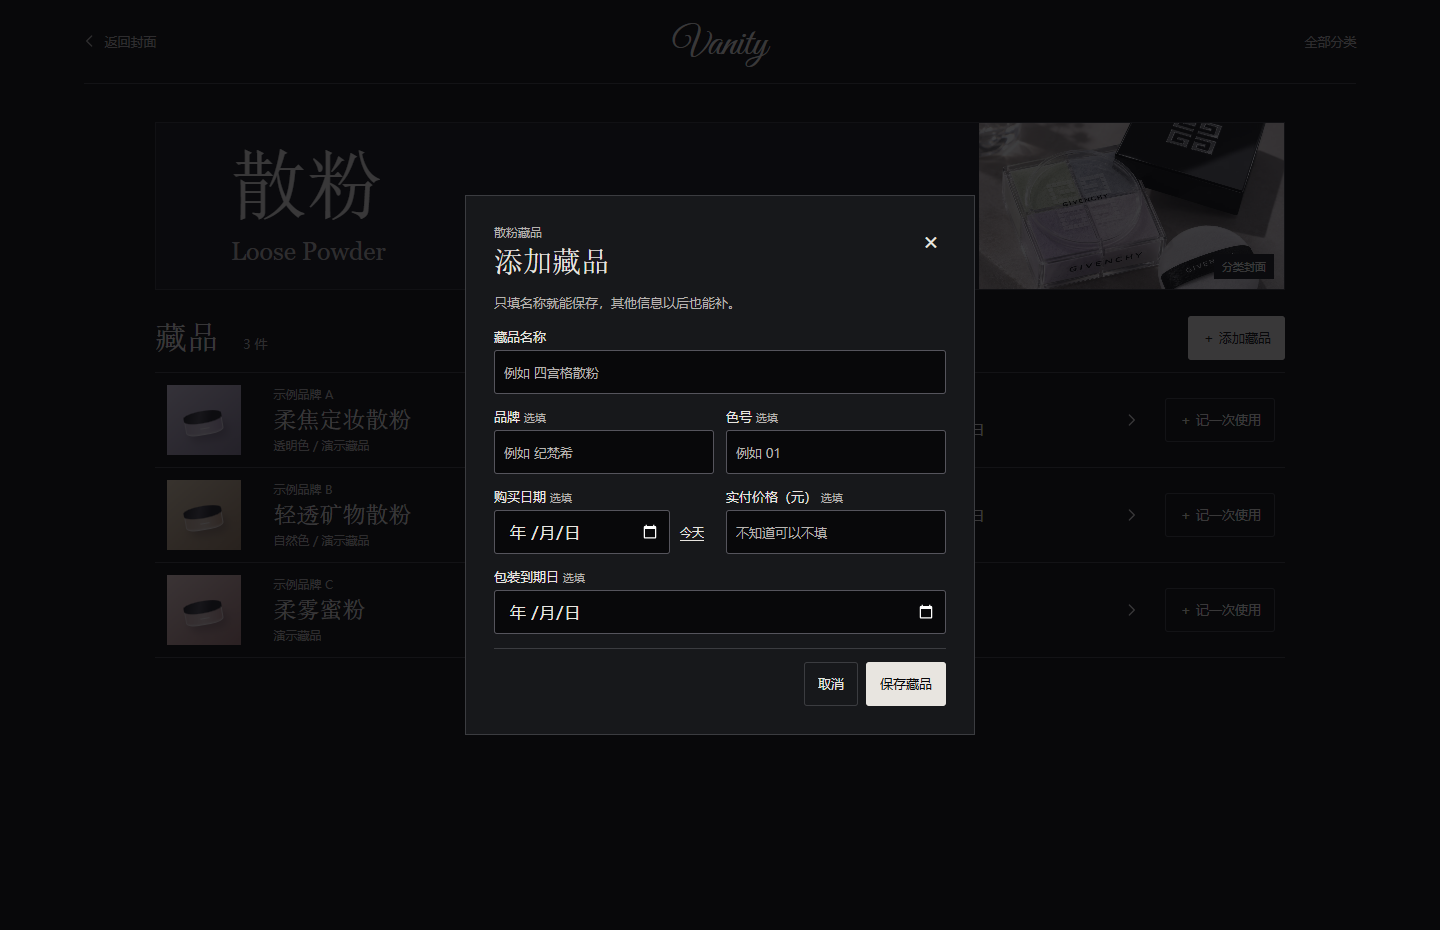 返回封面
Vanity
全部分类
散粉
Loose Powder
GIVENCHY
GIVENCHY
分类封面
藏品
3 件
+ 添加藏品
示例品牌 A
柔焦定妆散粉
透明色 / 演示藏品
日
+ 记一次使用
示例品牌 B
轻透矿物散粉
自然色 / 演示藏品
日
+ 记一次使用
示例品牌 C
柔雾蜜粉
演示藏品
+ 记一次使用
散粉藏品
添加藏品
×
只填名称就能保存，其他信息以后也能补。
藏品名称
例如 四宫格散粉
品牌 选填
色号 选填
例如 纪梵希
例如 01
购买日期 选填
实付价格（元） 选填
年 /月/日
今天
不知道可以不填
包装到期日 选填
年 /月/日
取消
保存藏品